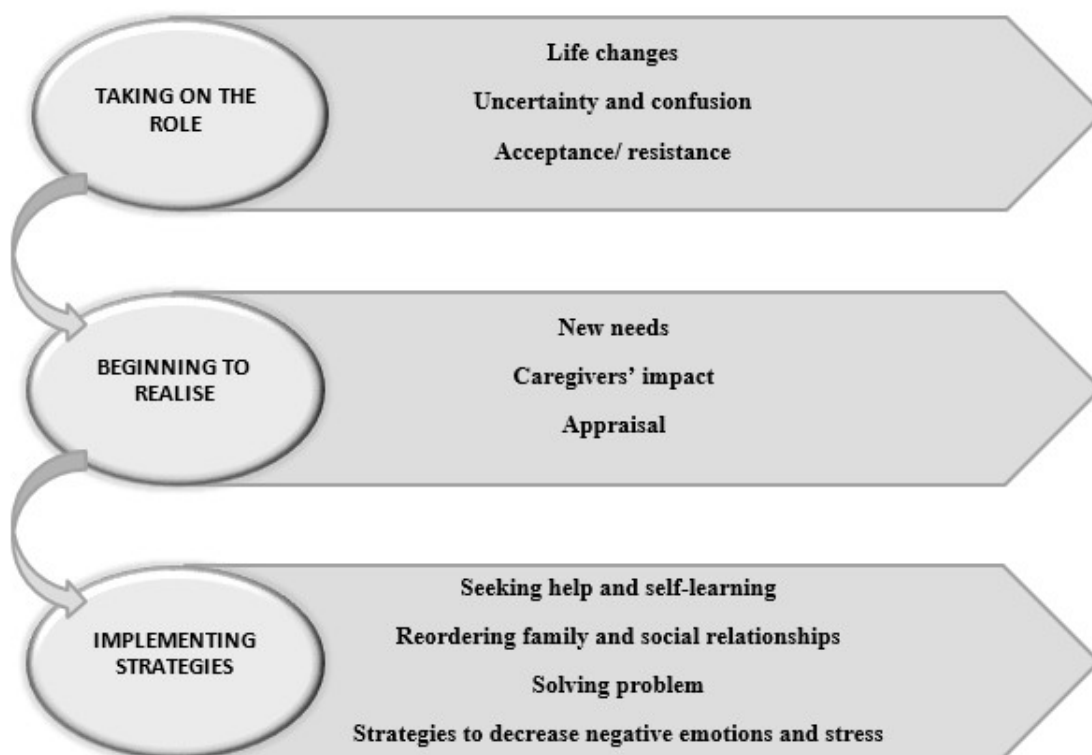 TAKING ON THE
ROLE
Life changes
Uncertainty and confusion
Acceptance/ resistance
BEGINNING TO
REALISE
New needs
Caregivers’ impact
Appraisal
IMPLEMENTING
STRATEGIES
Seeking help and self-learning
Reordering family and social relationships
Solving problem
Strategies to decrease negative emotions and stress